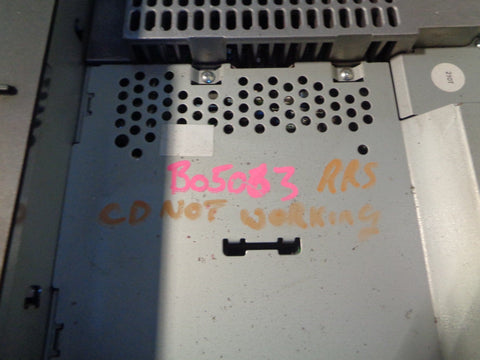 B05083 RRS
CD NOT WORKING